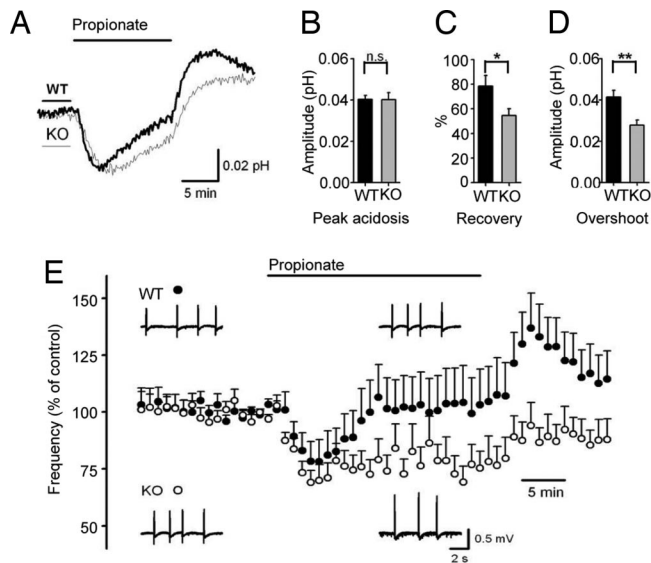 A
Propionate
WT
KO
0.02 pH
5 min
B
n.s.
Amplitude (pH)
0.06
0.04
0.02
0.00
WT KO
Peak acidosis
C
*
%
100
80
60
40
20
0
WT KO
Recovery
D
**
Amplitude (pH)
0.06
0.04
0.02
0.00
WT KO
Overshoot
E
Propionate
WT
KO
Frequency (% of control)
150
125
100
75
50
5 min
0.5 mV
2 s